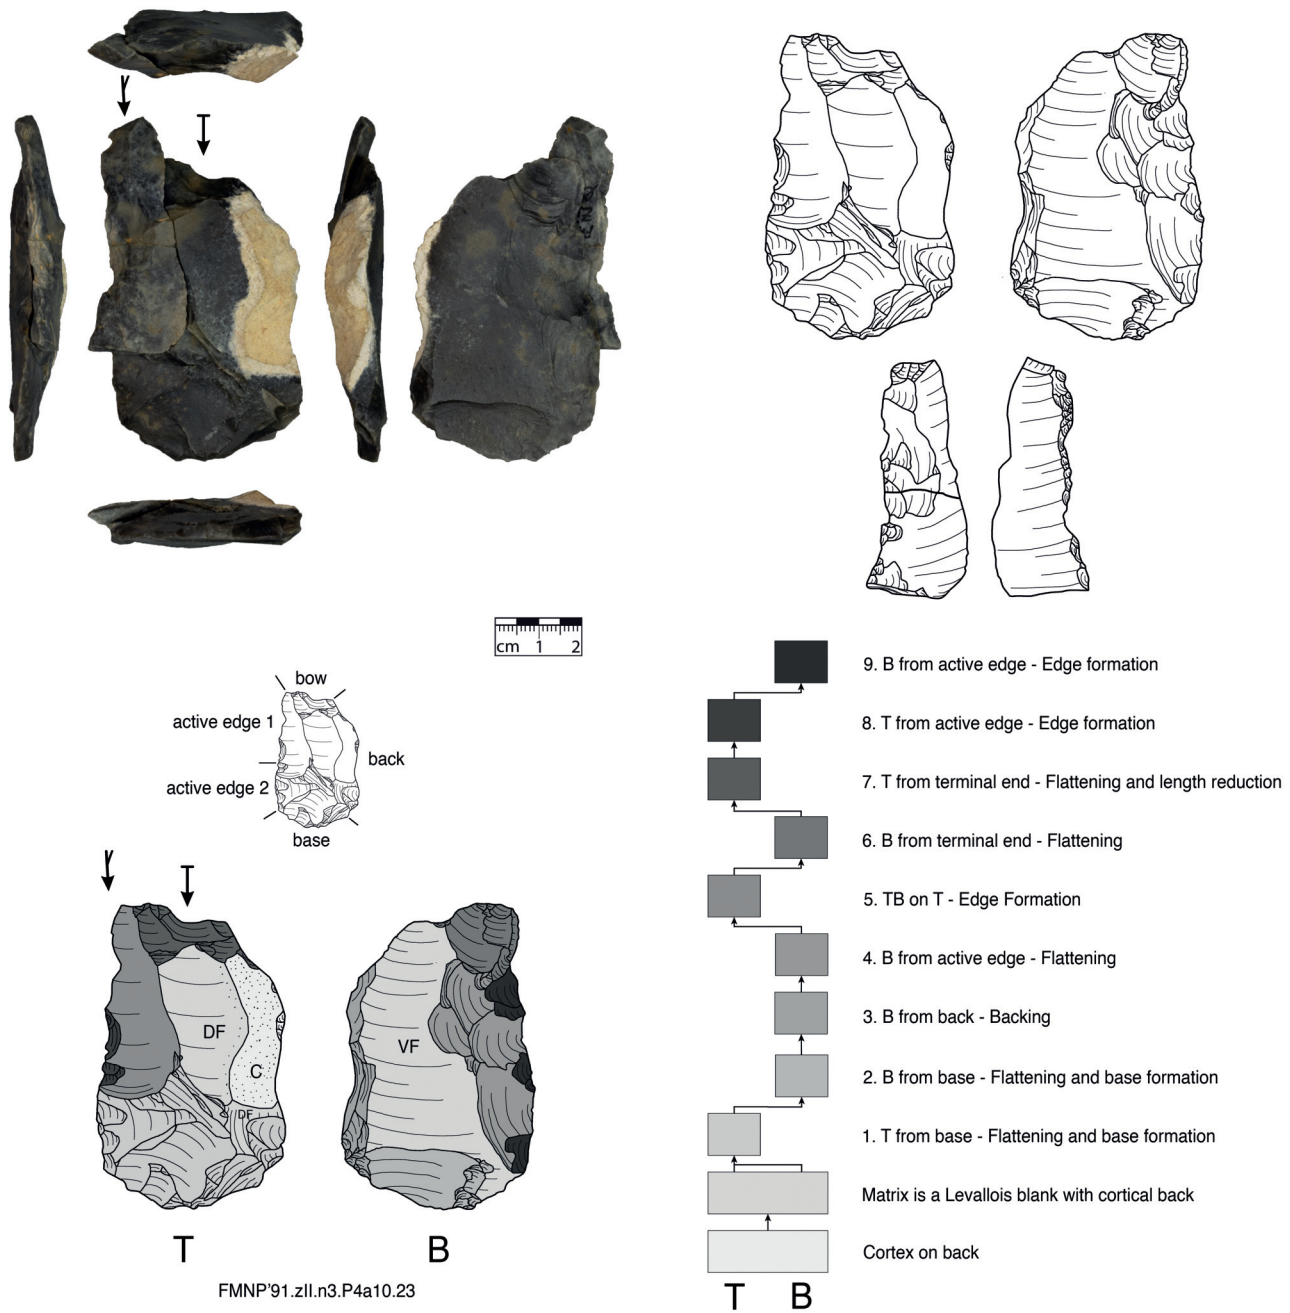 cm 1 2
bow
active edge 1
back
active edge 2
base
DF
C
DF
VF
T B
FMNP'91.zII.n3.P4a10.23
9. B from active edge - Edge formation
8. T from active edge - Edge formation
7. T from terminal end - Flattening and length reduction
6. B from terminal end - Flattening
5. TB on T - Edge Formation
4. B from active edge - Flattening
3. B from back - Backing
2. B from base - Flattening and base formation
1. T from base - Flattening and base formation
Matrix is a Levallois blank with cortical back
Cortex on back
T B